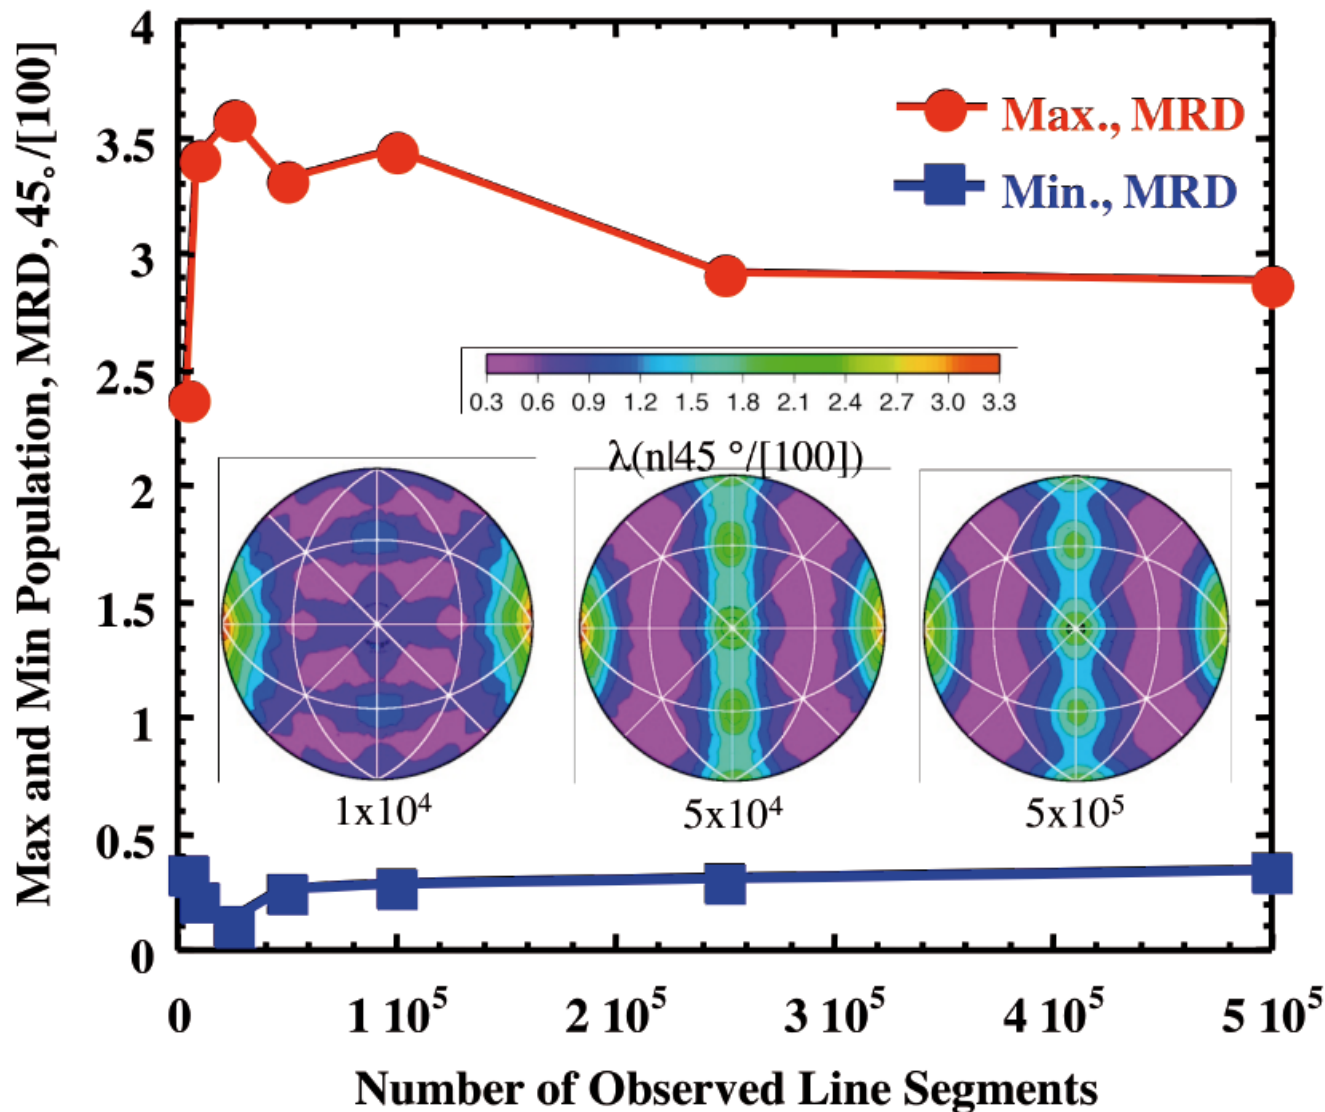 Max and Min Population, MRD, 45°/[100]
4
3.5
3
2.5
2
1.5
1
0.5
0
Max., MRD
Min., MRD
0.3 0.6 0.9 1.2 1.5 1.8 2.1 2.4 2.7 3.0 3.3
λ(n|45 °/[100])
1x10⁴ 5x10⁴ 5x10⁵
0 1 10⁵ 2 10⁵ 3 10⁵ 4 10⁵ 5 10⁵
Number of Observed Line Segments